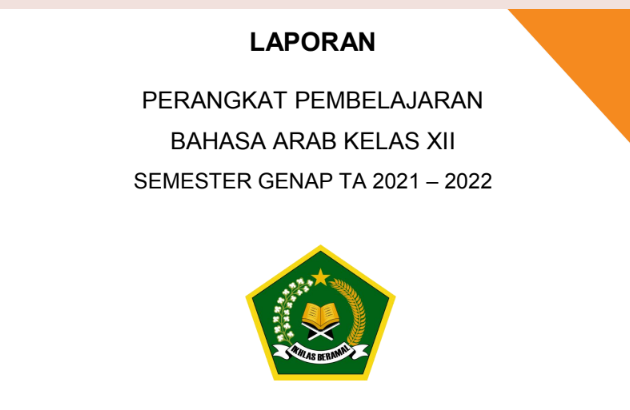 LAPORAN
PERANGKAT PEMBELAJARAN
BAHASA ARAB KELAS XII
SEMESTER GENAP TA 2021 – 2022
IKHLAS BERAMAL